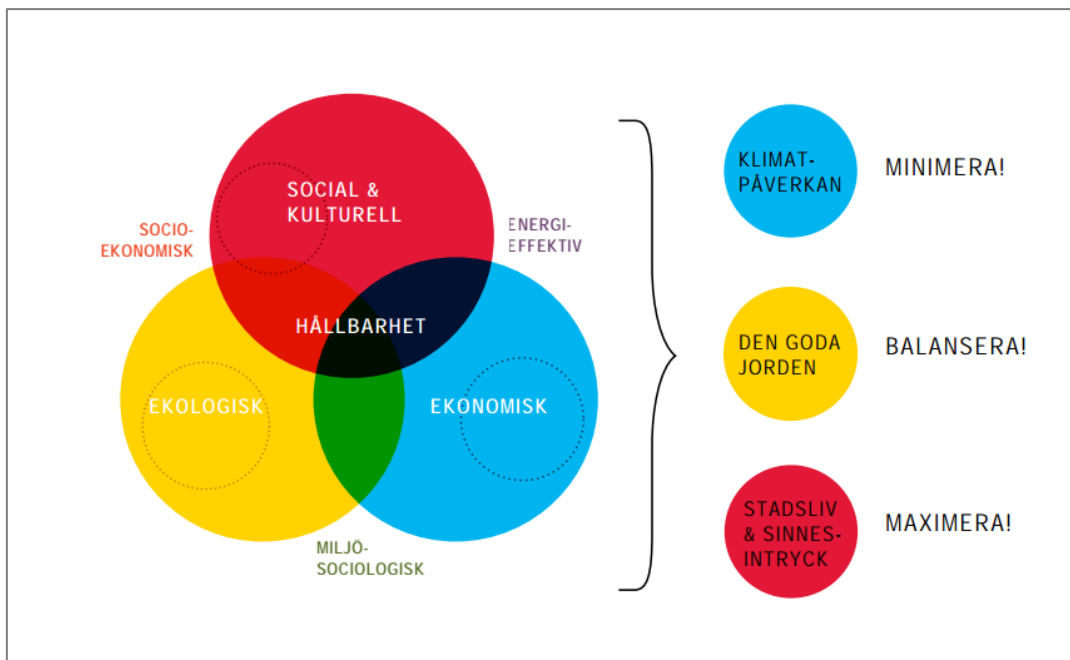 SOCIAL &
KULTURELL
SOCIO-
EKONOMISK
ENERGI-
EFFEKTIV
HÅLLBARHET
EKOLOGISK
EKONOMISK
MILJÖ-
SOCIOLOGISK
KLIMAT-
PÅVERKAN
MINIMERA!
DEN GODA
JORDEN
BALANSERA!
STADSLIV
& SINNES-
INTRYCK
MAXIMERA!